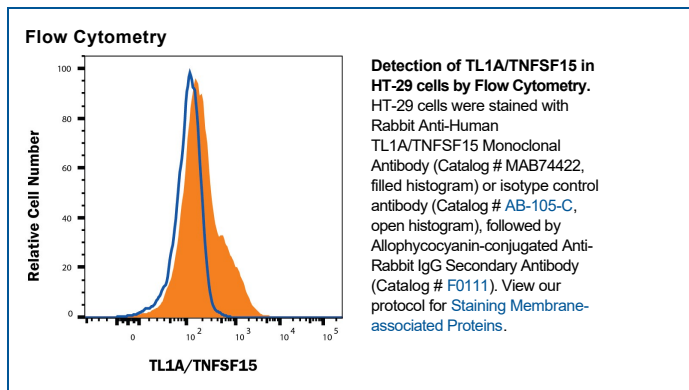 Flow Cytometry
100
80
60
40
20
0
Relative Cell Number
0
10 2
10 3
10 4
10 5
TL1A/TNFSF15
Detection of TL1A/TNFSF15 in
HT-29 cells by Flow Cytometry.
HT-29 cells were stained with
Rabbit Anti-Human
TL1A/TNFSF15 Monoclonal
Antibody (Catalog # MAB74422,
filled histogram) or isotype control
antibody (Catalog # AB-105-C,
open histogram), followed by
Allophycocyanin-conjugated Anti-
Rabbit IgG Secondary Antibody
(Catalog # F0111). View our
protocol for Staining Membrane-
associated Proteins.